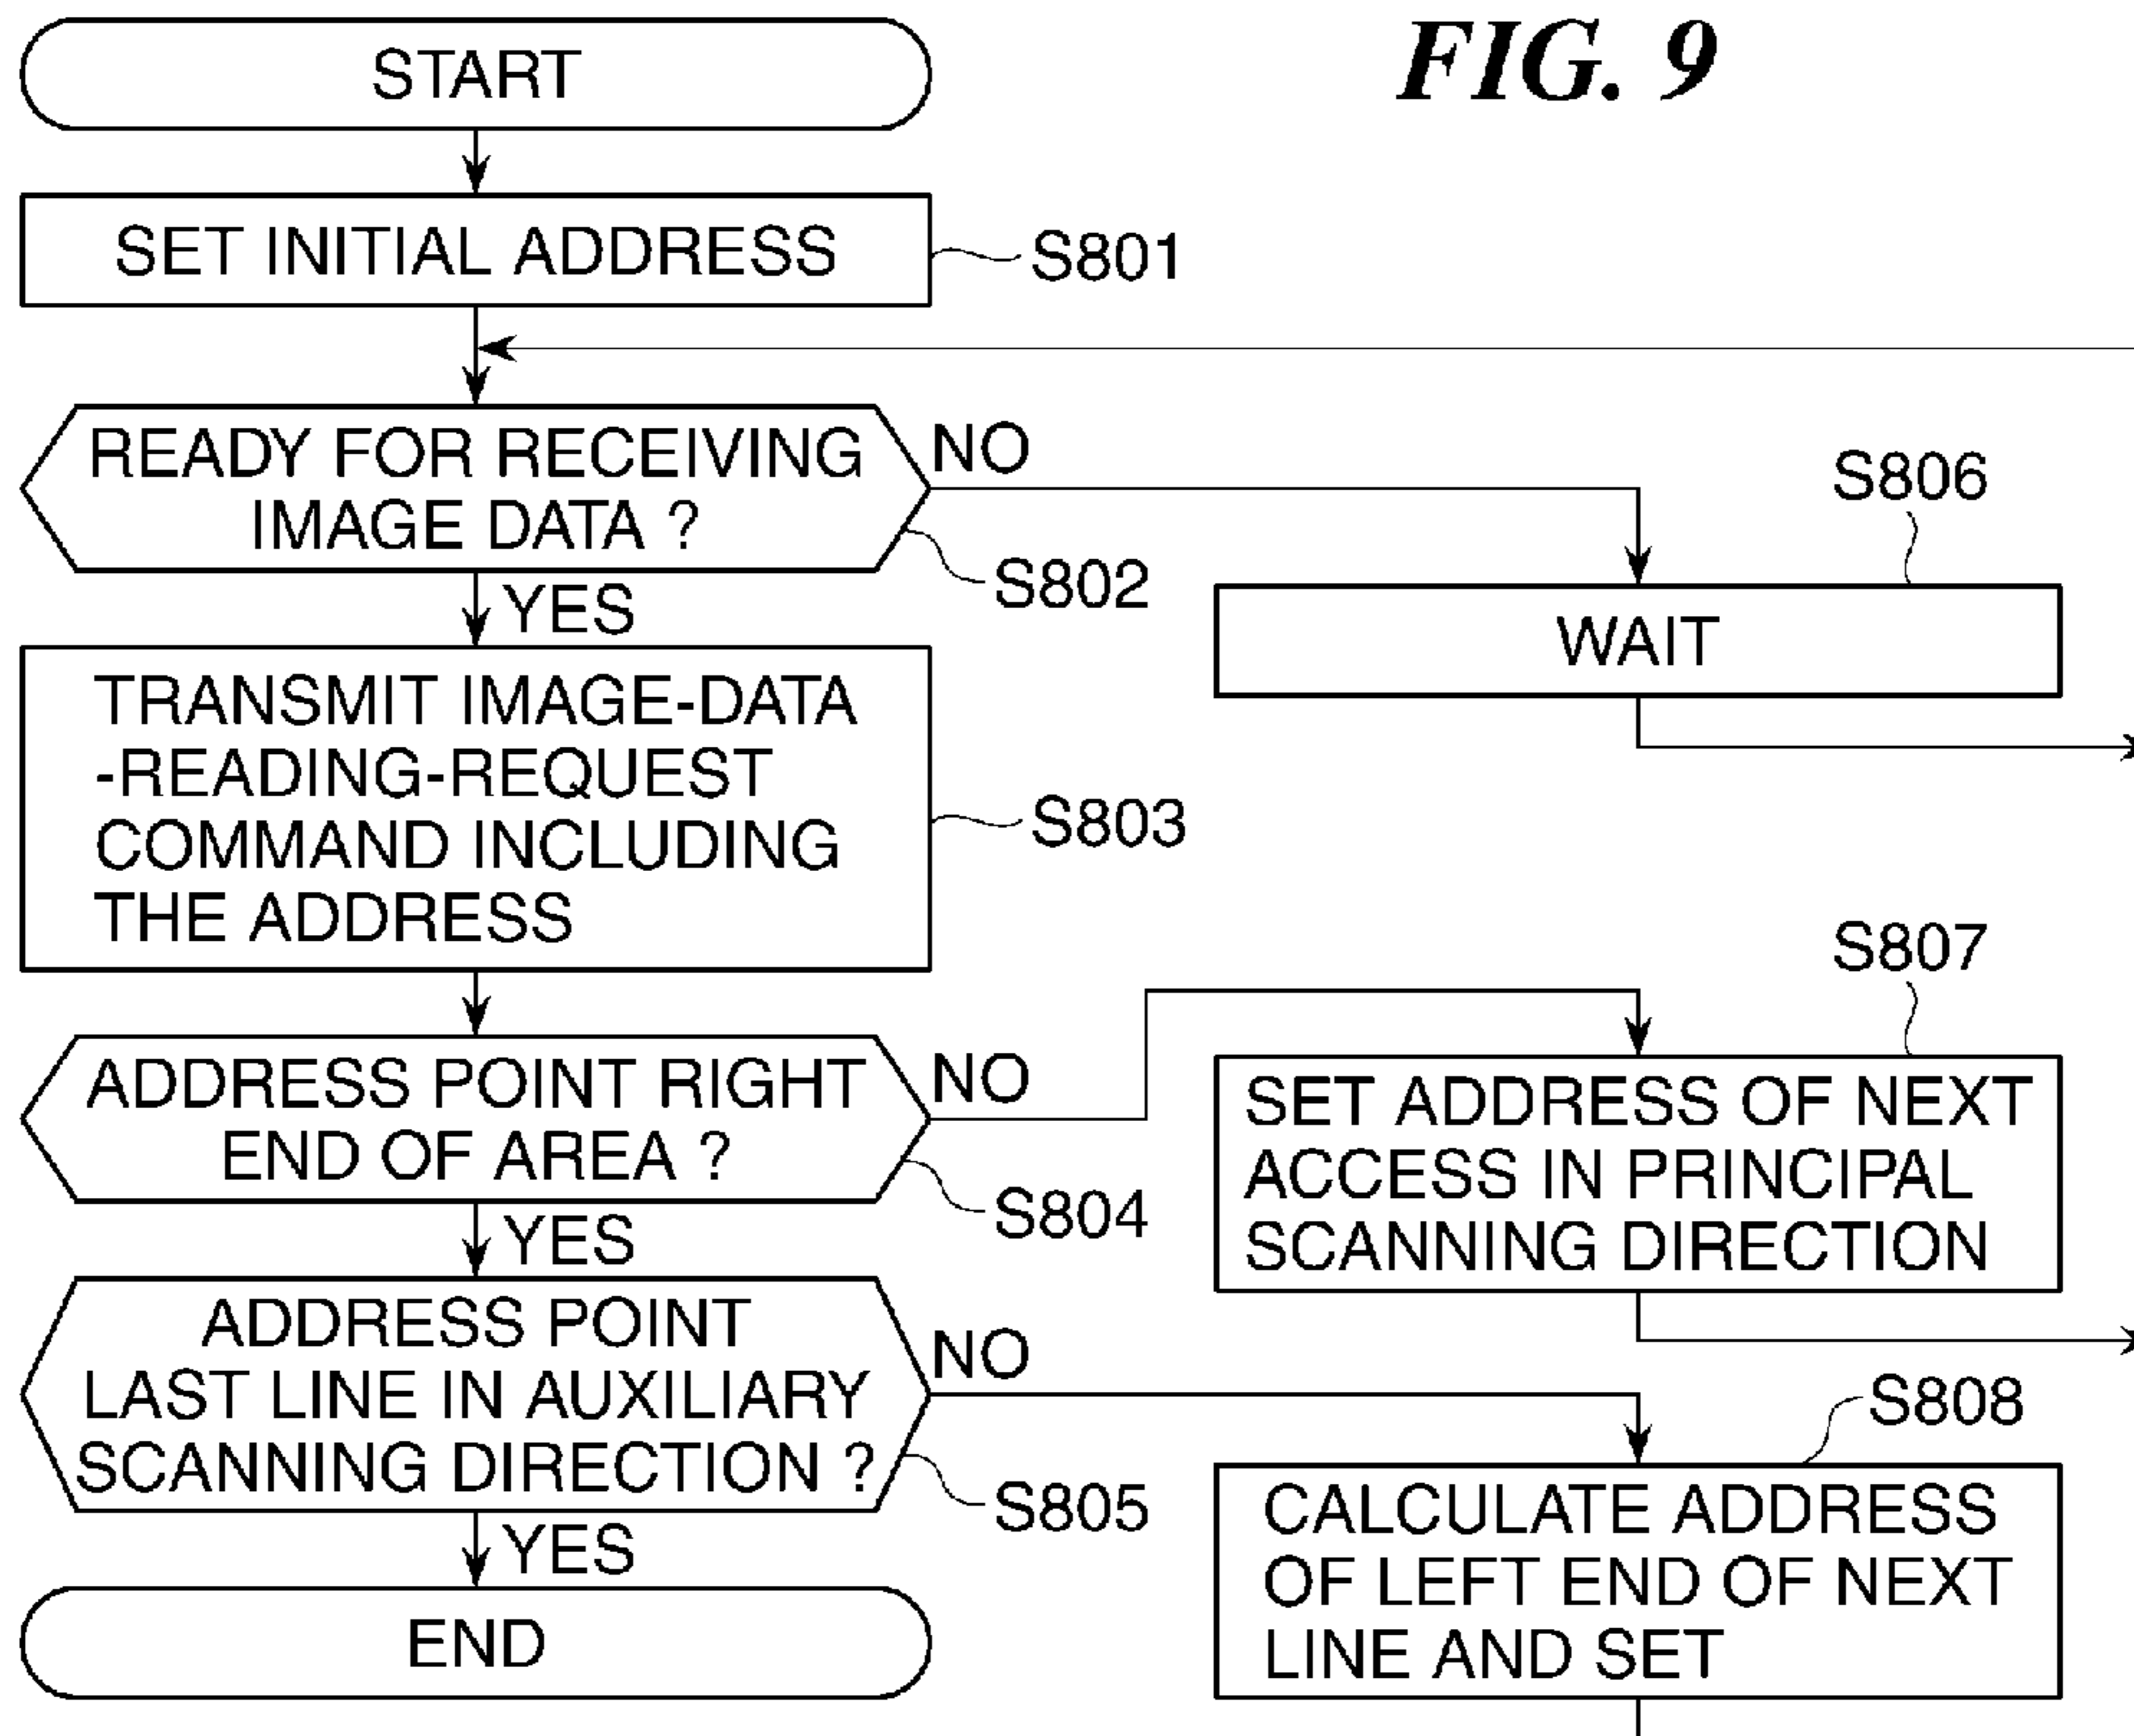 FIG. 9
START
SET INITIAL ADDRESS
S801
READY FOR RECEIVING
IMAGE DATA ?
NO
S802
YES
S806
WAIT
TRANSMIT IMAGE-DATA
-READING-REQUEST
COMMAND INCLUDING
THE ADDRESS
S803
ADDRESS POINT RIGHT
END OF AREA ?
NO
S804
YES
S807
SET ADDRESS OF NEXT
ACCESS IN PRINCIPAL
SCANNING DIRECTION
ADDRESS POINT
LAST LINE IN AUXILIARY
SCANNING DIRECTION ?
NO
S805
YES
S808
CALCULATE ADDRESS
OF LEFT END OF NEXT
LINE AND SET
END